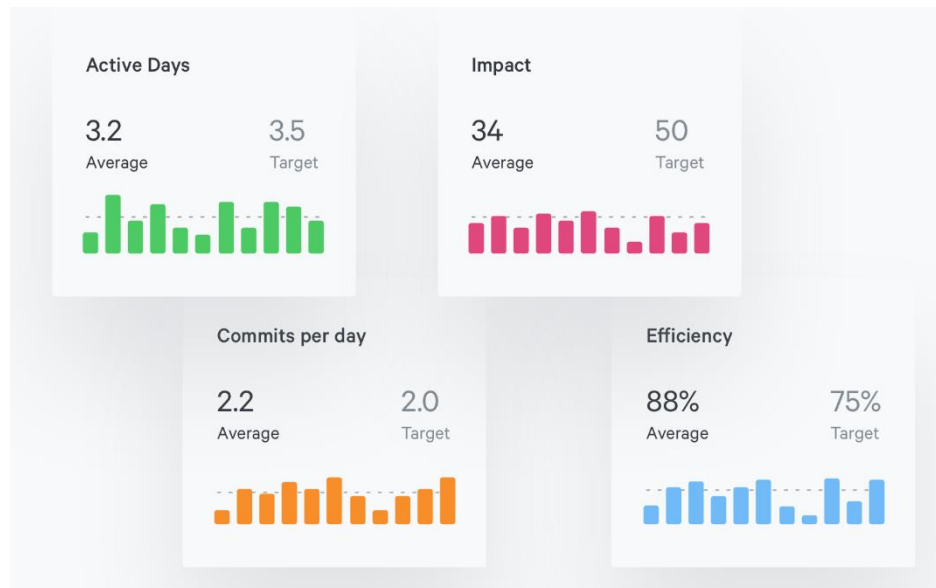 Active Days
3.2 3.5
Average Target
Impact
34 50
Average Target
Commits per day
2.2 2.0
Average Target
Efficiency
88% 75%
Average Target